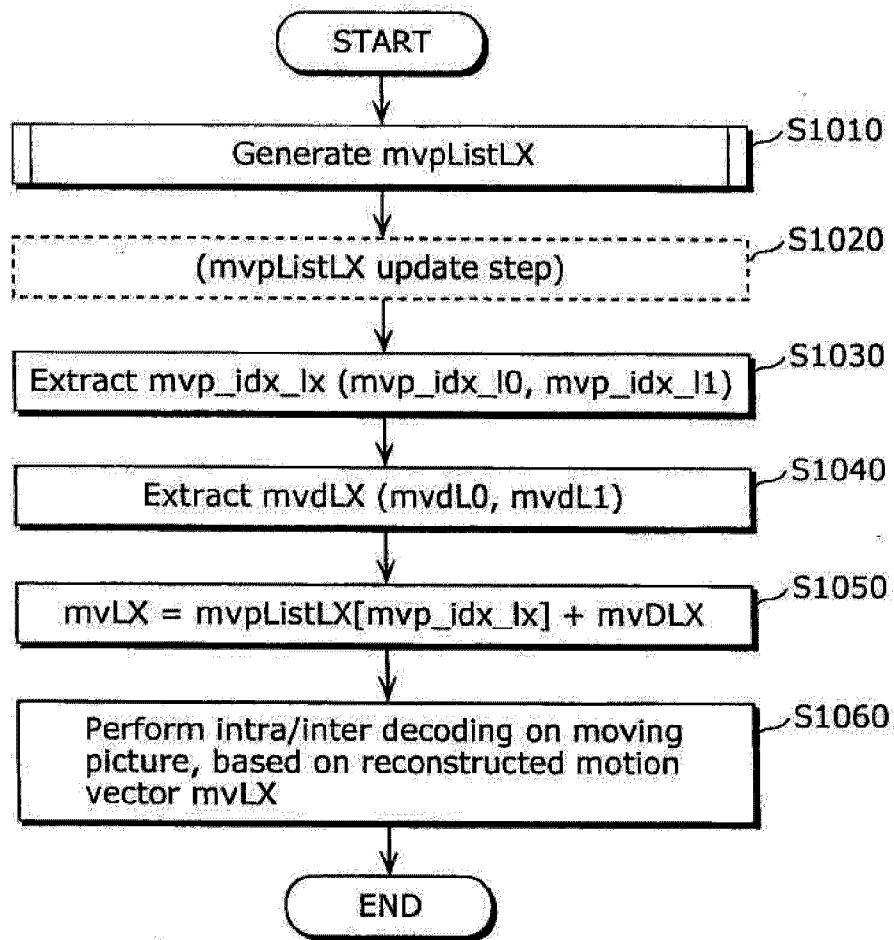 START
Generate mvpListLX
S1010
(mvpListLX update step)
S1020
Extract mvp_idx_lx (mvp_idx_l0, mvp_idx_l1)
S1030
Extract mvdLX (mvdL0, mvdL1)
S1040
mvLX = mvpListLX[mvp_idx_lx] + mvDLX
S1050
Perform intra/inter decoding on moving
picture, based on reconstructed motion
vector mvLX
S1060
END